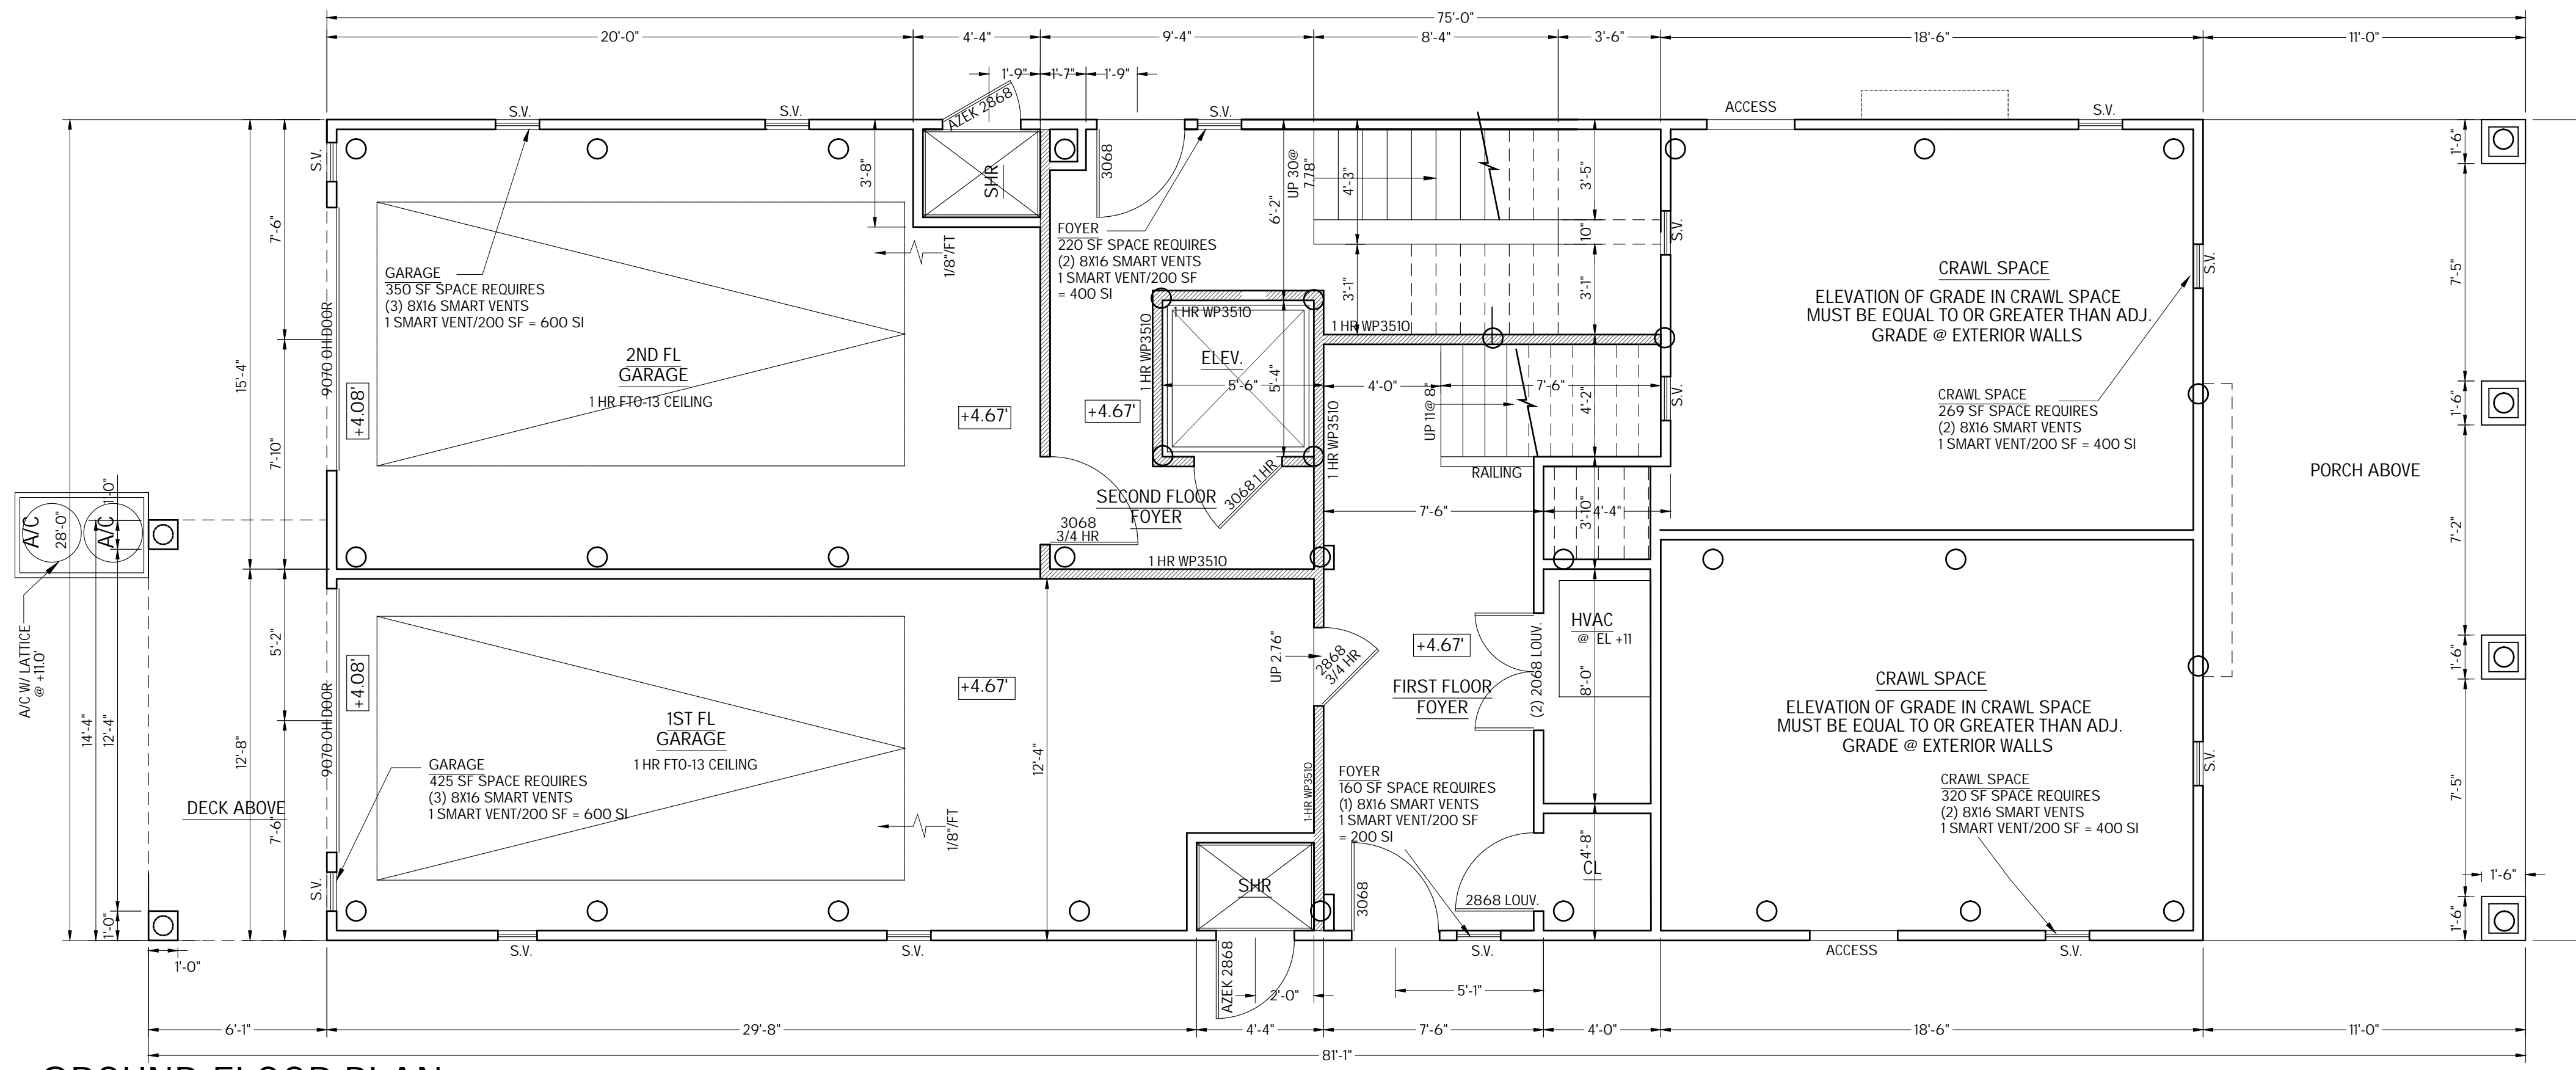 75'-0"
20'-0"
4'-4"
9'-4"
8'-4"
3'-6"
18'-6"
11'-0"
1'-9"
1'-7"
1'-9"
S.V.
S.V.
AZEK 2868
S.V.
ACCESS
S.V.
S.V.
3'-8"
SHR
3068
UP 30@
7.78"
4'-3"
6'-2"
3'-5"
10"
3'-1"
3'-1"
S.V.
1'-6"
7'-6"
FOYER
220 SF SPACE REQUIRES
(2) 8X16 SMART VENTS
1 SMART VENT/200 SF
= 400 SI
1/8"/FT
GARAGE
350 SF SPACE REQUIRES
(3) 8X16 SMART VENTS
1 SMART VENT/200 SF = 600 SI
CRAWL SPACE
ELEVATION OF GRADE IN CRAWL SPACE
MUST BE EQUAL TO OR GREATER THAN ADJ.
GRADE @ EXTERIOR WALLS
S.V.
7'-5"
1 HR WP3510
1 HR WP3510
1 HR WP3510
9070 OH DOOR
15'-4"
2ND FL
GARAGE
1 HR FTO-13 CEILING
+4.08'
+4.67'
+4.67'
ELEV.
5'-6"
5'-4"
4'-0"
7'-6"
4'-2"
UP 11@ 8"
1 HR WP3510
S.V.
CRAWL SPACE
269 SF SPACE REQUIRES
(2) 8X16 SMART VENTS
1 SMART VENT/200 SF = 400 SI
1'-6"
7'-10"
RAILING
PORCH ABOVE
3068 1 HR
SECOND FLOOR
FOYER
3068
3/4 HR
7'-6"
3'-10"
4'-4"
7'-2"
1'-0"
A/C
28'-0"
A/C
1 HR WP3510
A/C W/ LATTICE
@ +11.0'
14'-4"
12'-4"
12'-8"
5'-2"
9070 OH DOOR
+4.08'
+4.67'
1ST FL
GARAGE
1 HR FTO-13 CEILING
12'-4"
UP 2.6"
2868
3/4 HR
+4.67'
FIRST FLOOR
FOYER
(2) 2068 LOUV.
HVAC
@ EL +11
8'-0"
CRAWL SPACE
ELEVATION OF GRADE IN CRAWL SPACE
MUST BE EQUAL TO OR GREATER THAN ADJ.
GRADE @ EXTERIOR WALLS
1'-6"
S.V.
GARAGE
425 SF SPACE REQUIRES
(3) 8X16 SMART VENTS
1 SMART VENT/200 SF = 600 SI
1/8"/FT
1-HR WP3510
FOYER
160 SF SPACE REQUIRES
(1) 8X16 SMART VENTS
1 SMART VENT/200 SF
= 200 SI
CRAWL SPACE
320 SF SPACE REQUIRES
(2) 8X16 SMART VENTS
1 SMART VENT/200 SF = 400 SI
7'-5"
DECK ABOVE
7'-6"
S.V.
SHR
3068
2868 LOUV.
4'-8"
CL
1'-6"
1'-6"
1'-0"
1'-0"
S.V.
S.V.
AZEK 2868
2'-0"
S.V.
5'-1"
ACCESS
S.V.
6'-1"
29'-8"
4'-4"
7'-6"
4'-0"
18'-6"
11'-0"
81'-1"
GROUND FLOOR PLAN